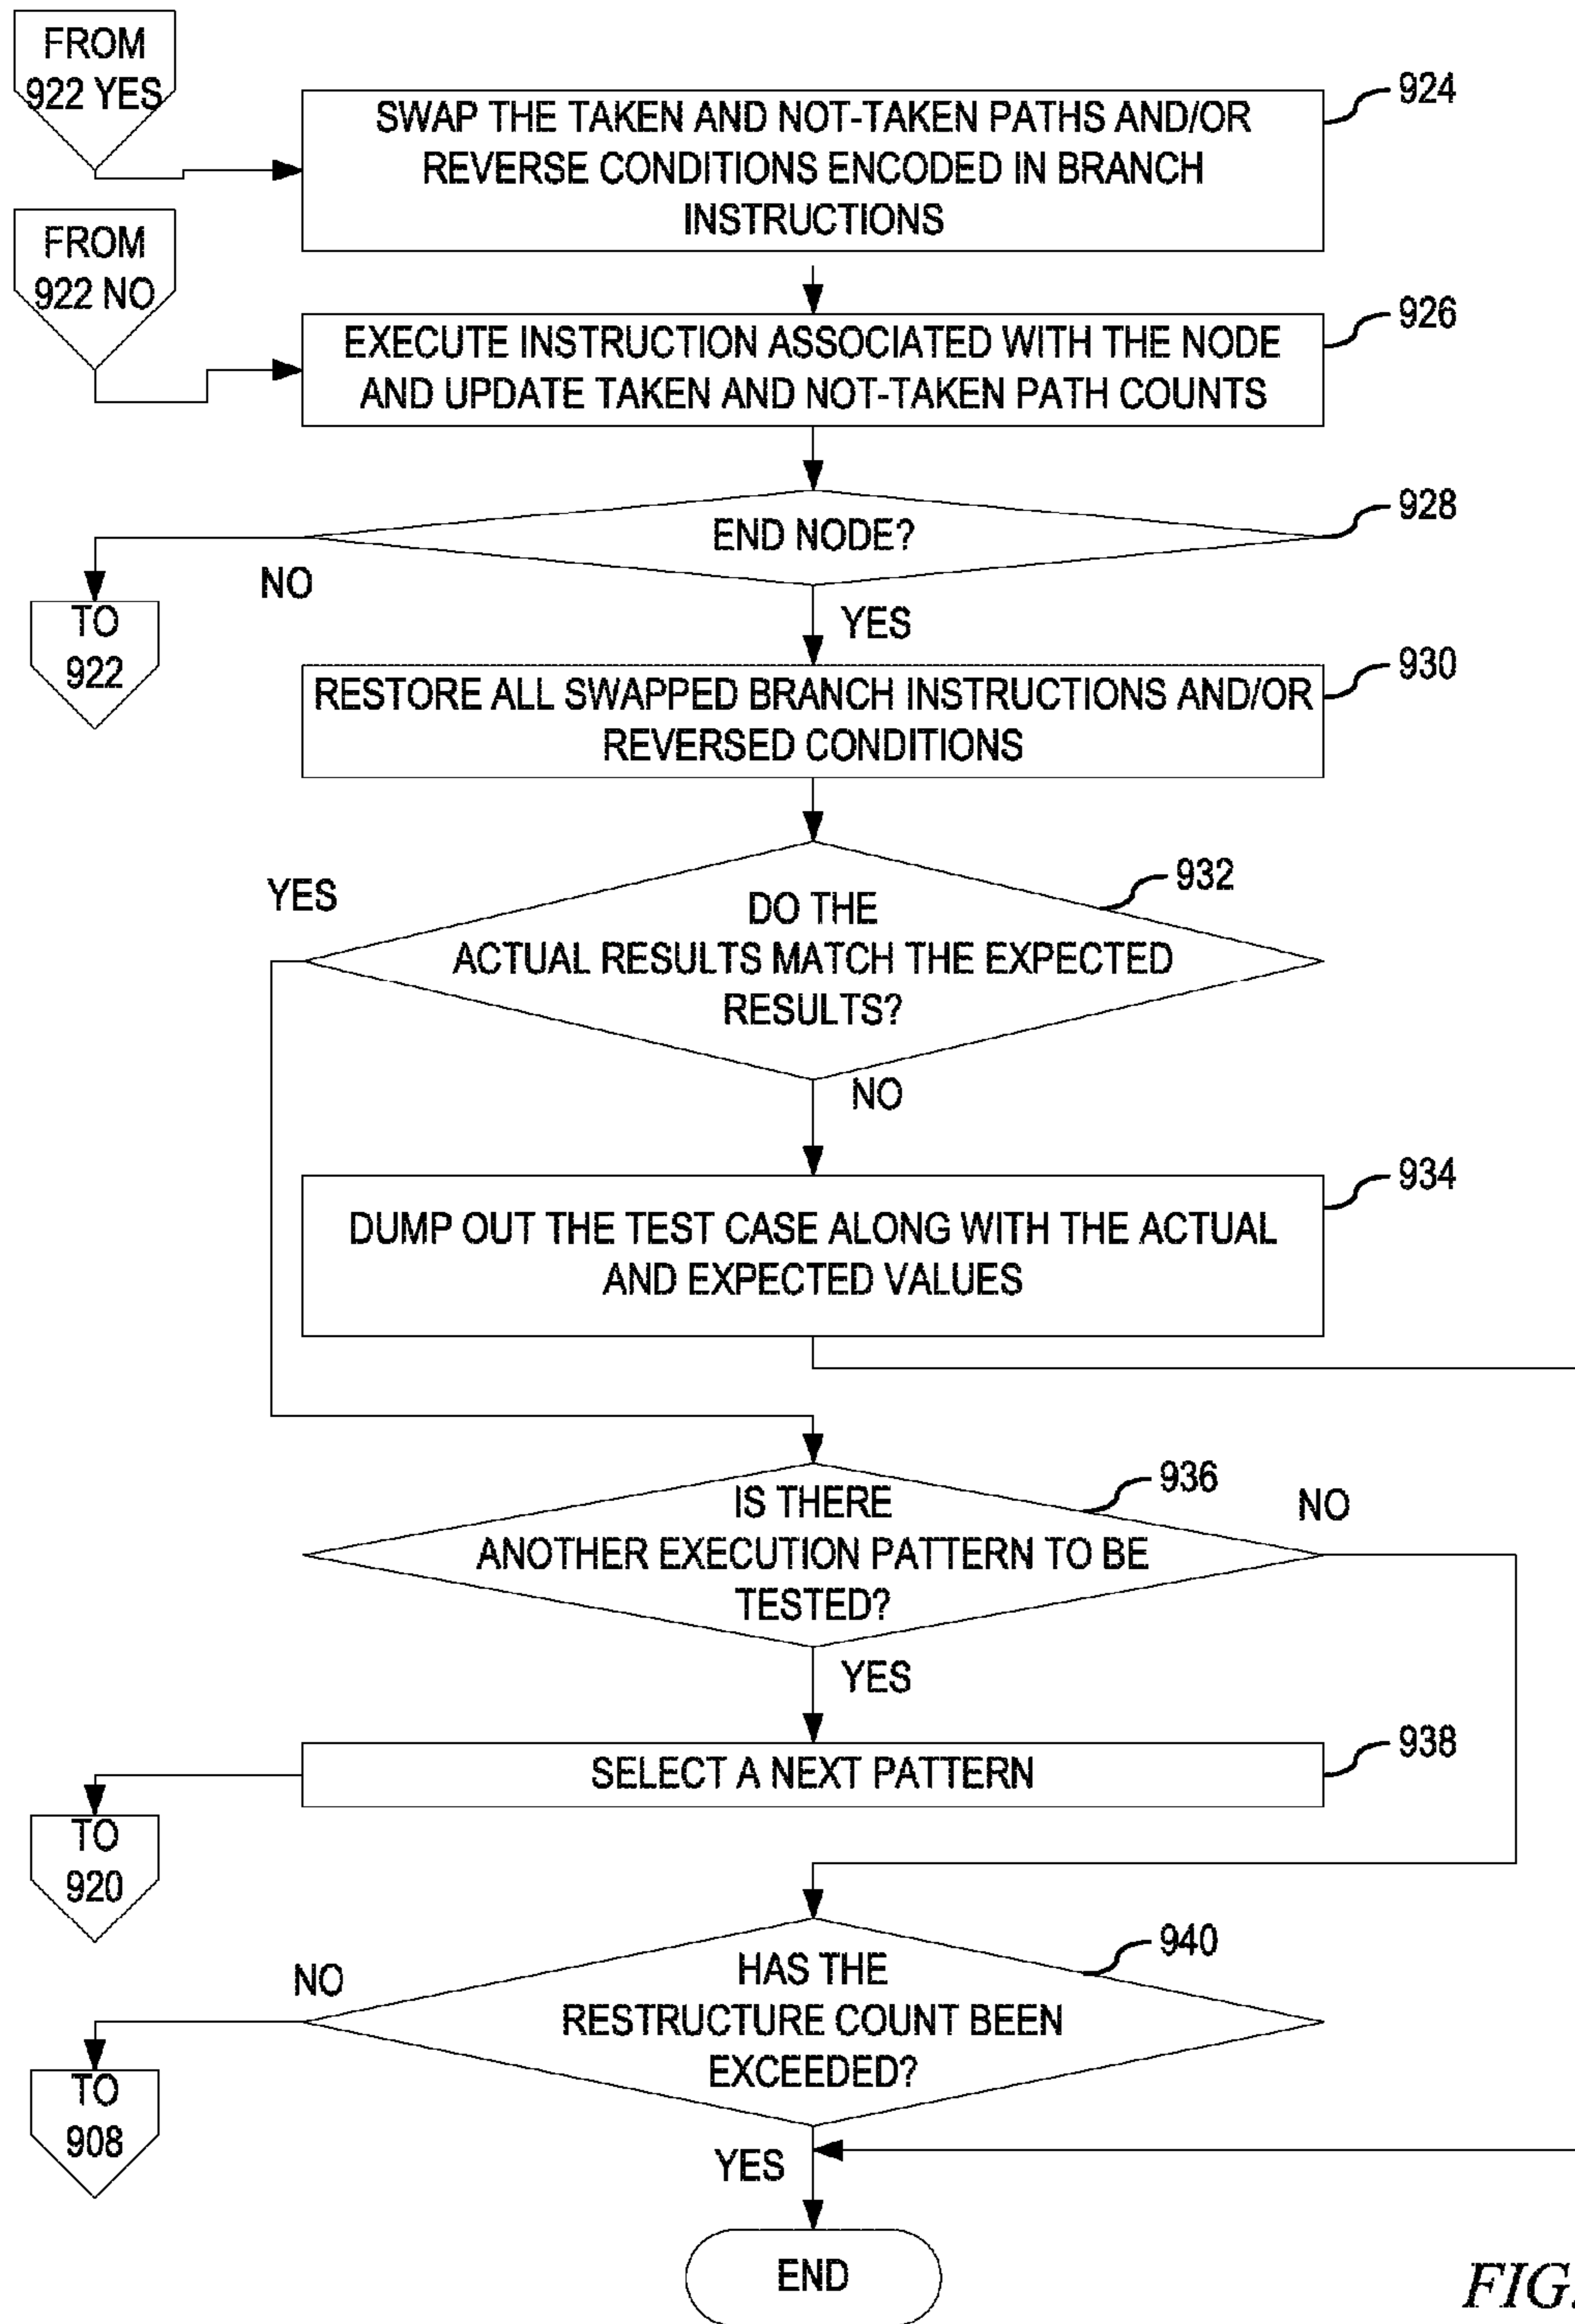 FROM
922 YES
924
SWAP THE TAKEN AND NOT-TAKEN PATHS AND/OR
REVERSE CONDITIONS ENCODED IN BRANCH
INSTRUCTIONS
FROM
922 NO
926
EXECUTE INSTRUCTION ASSOCIATED WITH THE NODE
AND UPDATE TAKEN AND NOT-TAKEN PATH COUNTS
928
END NODE?
NO
TO
922
YES
930
RESTORE ALL SWAPPED BRANCH INSTRUCTIONS AND/OR
REVERSED CONDITIONS
932
YES
DO THE
ACTUAL RESULTS MATCH THE EXPECTED
RESULTS?
NO
934
DUMP OUT THE TEST CASE ALONG WITH THE ACTUAL
AND EXPECTED VALUES
936
NO
IS THERE
ANOTHER EXECUTION PATTERN TO BE
TESTED?
YES
938
SELECT A NEXT PATTERN
TO
920
940
NO
HAS THE
RESTRUCTURE COUNT BEEN
EXCEEDED?
TO
908
YES
END
FIG.